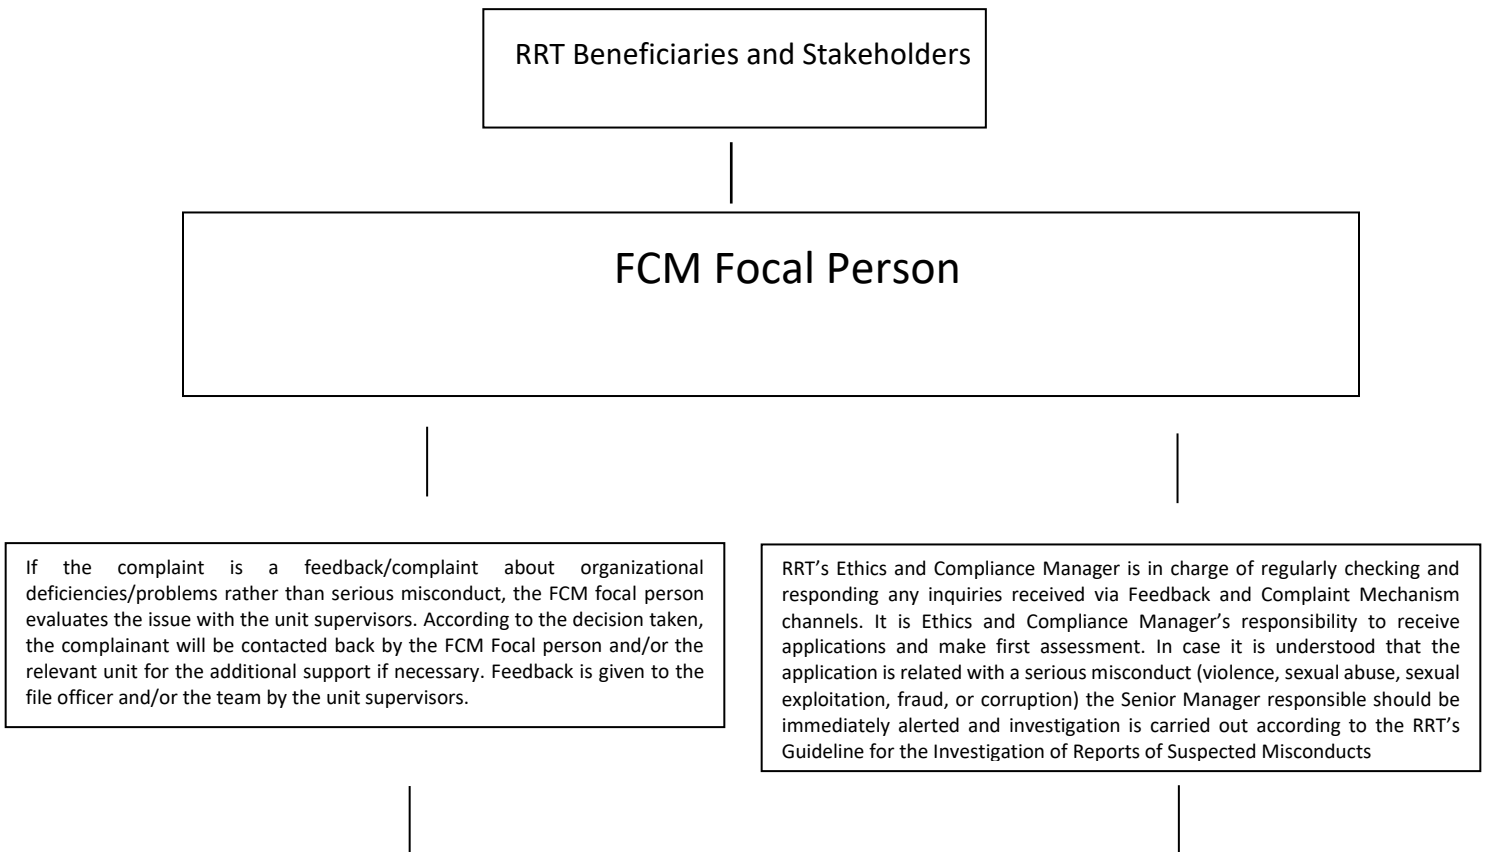 RRT Beneficiaries and Stakeholders
FCM Focal Person
If the complaint is a feedback/complaint about organizational
deficiencies/problems rather than serious misconduct, the FCM focal person
evaluates the issue with the unit supervisors. According to the decision taken,
the complainant will be contacted back by the FCM Focal person and/or the
relevant unit for the additional support if necessary. Feedback is given to the
file officer and/or the team by the unit supervisors.
RRT’s Ethics and Compliance Manager is in charge of regularly checking and
responding any inquiries received via Feedback and Complaint Mechanism
channels. It is Ethics and Compliance Manager’s responsibility to receive
applications and make first assessment. In case it is understood that the
application is related with a serious misconduct (violence, sexual abuse, sexual
exploitation, fraud, or corruption) the Senior Manager responsible should be
immediately alerted and investigation is carried out according to the RRT’s
Guideline for the Investigation of Reports of Suspected Misconducts